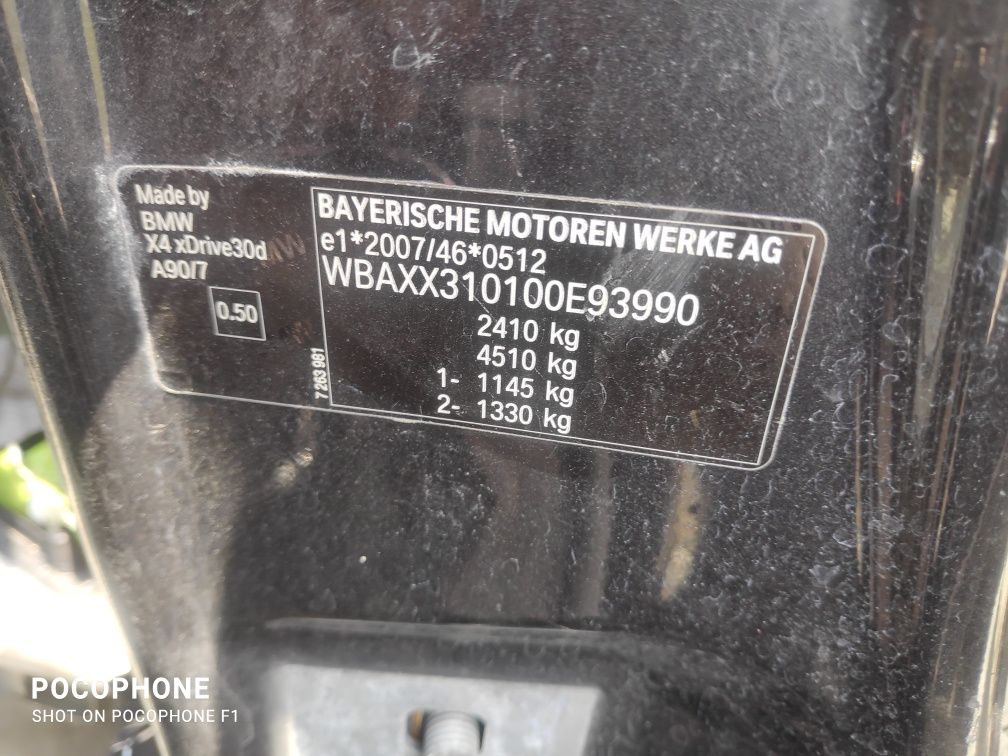 Made by
BMW
X4 xDrive30d
A90/7
0.50
7 263 981
BAYERISCHE MOTOREN WERKE AG
e1*2007/46*0512
WBAXX310100E93990
2410 kg
4510 kg
1- 1145 kg
2- 1330 kg
POCOPHONE
SHOT ON POCOPHONE F1